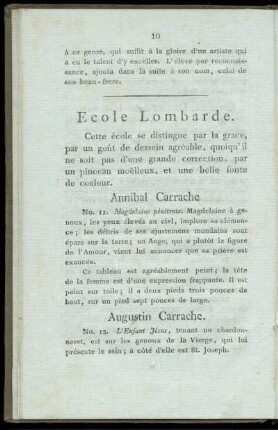 10
à ce genre, qui suffit à la gloire d'un artiste qui
a eu le talent d'y exceller. L'élève par reconnais-
sance, ajouta dans la suite à son nom, celui de
son beau-frere.
Ecole Lombarde.
Cette école se distingue par la grace,
par un goût de dessein agréable, quoiqu'il
ne soit pas d'une grande correction, par
un pinceau moëlleux, et une belle fonte
de couleur.
Annibal Carrache
No. 11. Magdelaine pénitente. Magdelaine à ge-
noux, les yeux élevés au ciel, implore sa clémen-
ce; les débris de ses ajustemens mondains sont
épars sur la terre; un Ange, qui a plutôt la figure
de l'Amour, vient lui annoncer que sa prière est
exaucée.
Ce tableau est agréablement peint; la tête
de la femme est d'une expression frappante. Il est
peint sur toile; il a deux pieds trois pouces de
haut, sur un pied sept pouces de large.
Augustin Carrache.
No. 12. L'Enfant Jésus, tenant un chardon-
neret, est sur les genoux de la Vierge, qui lui
présente le sein; à côté d'elle est St. Joseph.